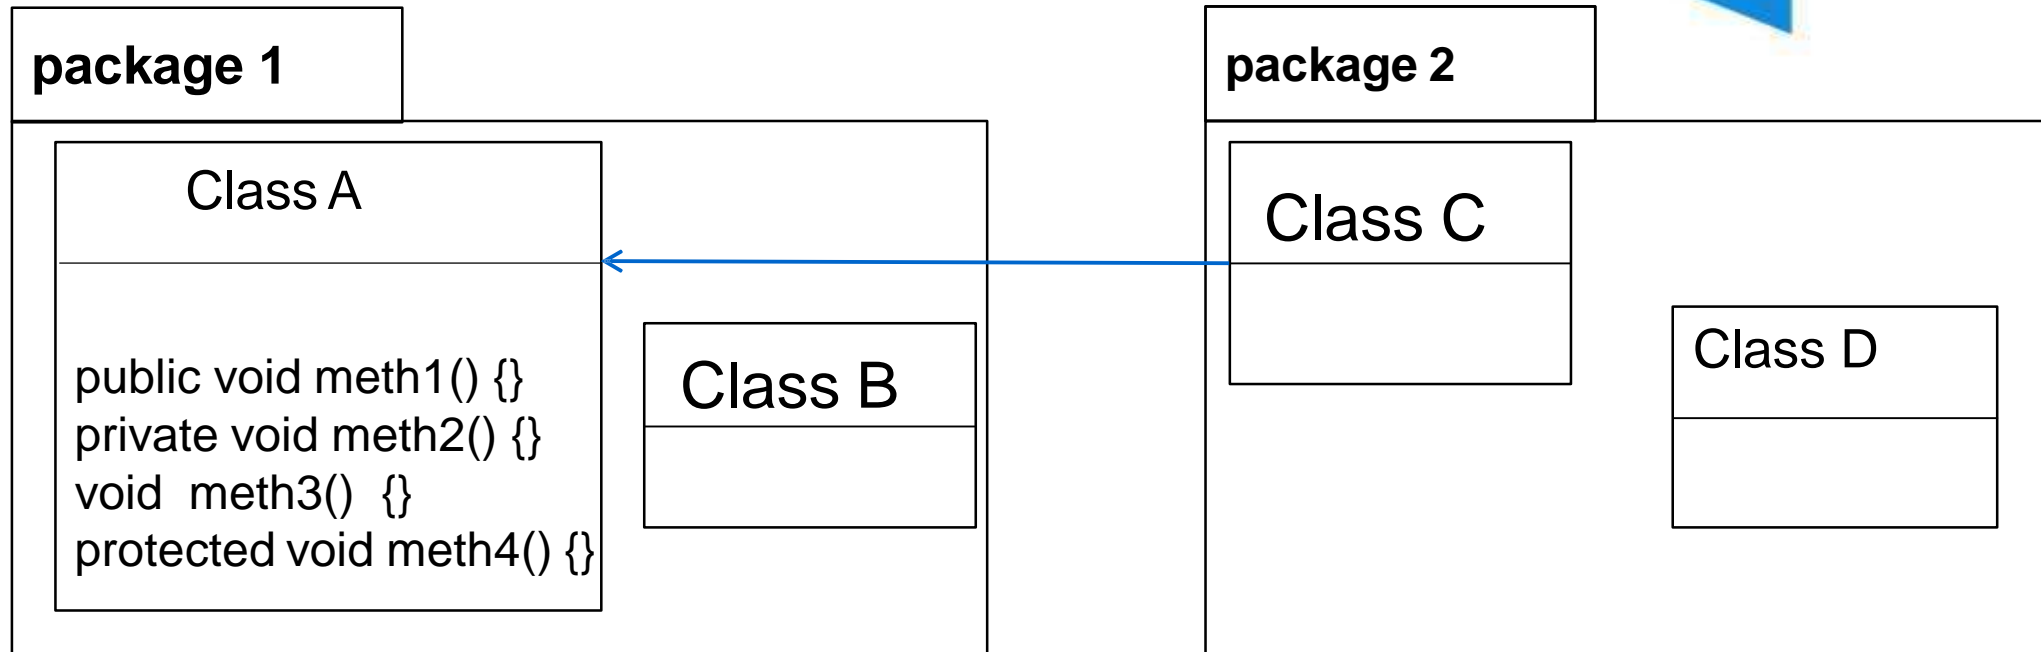 package 1
Class A
public void meth1() {}
private void meth2() {}
void  meth3()  {}
protected void meth4() {}
Class B
package 2
Class C
Class D